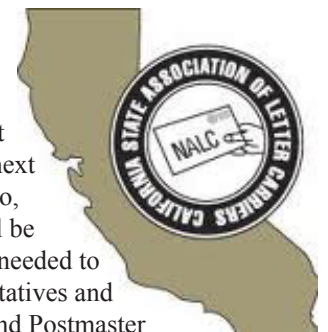 CALIFORNIA STATE ASSOCIATION OF LETTER CARRIERS
NALC
t
next
o,
l be
needed to
tatives and
nd Postmaster